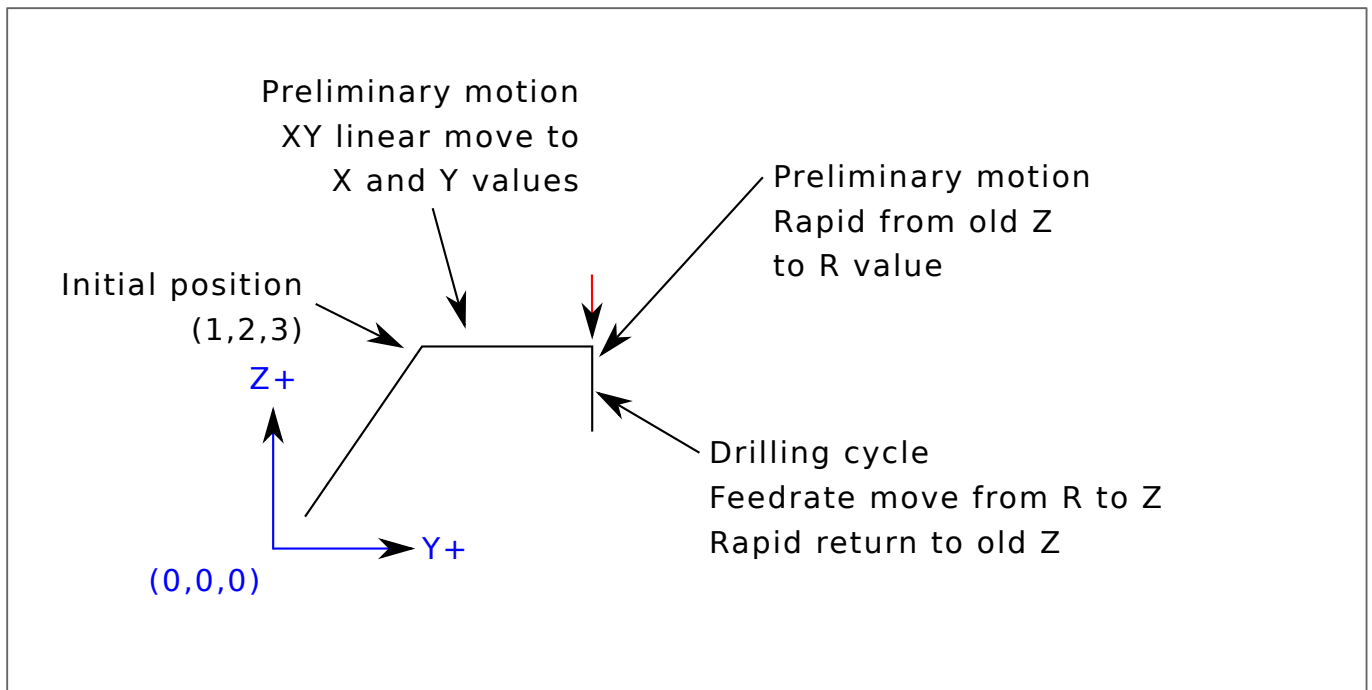 Preliminary motion
XY linear move to
X and Y values
Preliminary motion
Rapid from old Z
to R value
Initial position
(1,2,3)
Z+
Drilling cycle
Feedrate move from R to Z
Rapid return to old Z
Y+
(0,0,0)